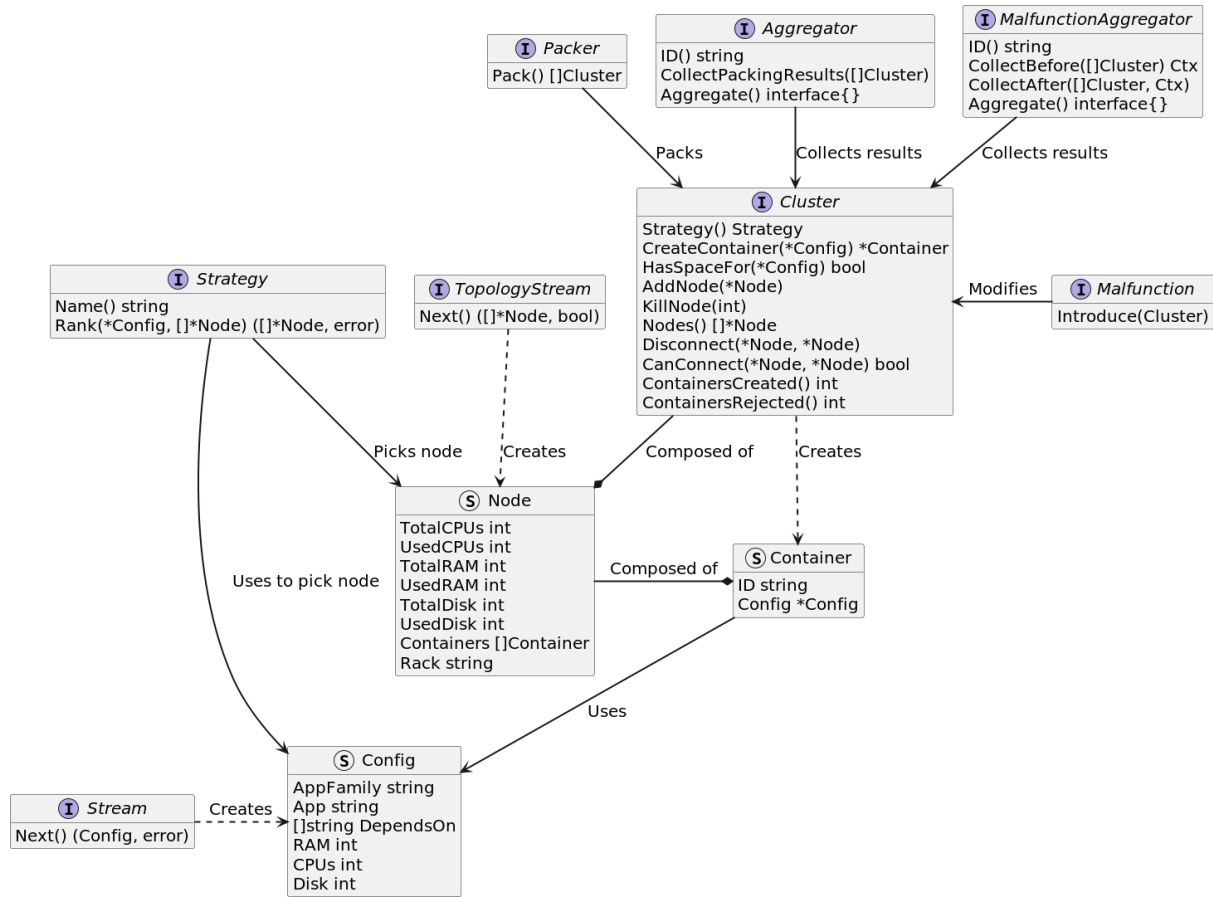 I Packer
Pack() []Cluster
I Aggregator
ID() string
CollectPackingResults([]Cluster)
Aggregate() interface{}
I MalfunctionAggregator
ID() string
CollectBefore([]Cluster) Ctx
CollectAfter([]Cluster, Ctx)
Aggregate() interface{}
Packs
Collects results
Collects results
I Cluster
Strategy() Strategy
CreateContainer(*Config) *Container
HasSpaceFor(*Config) bool
AddNode(*Node)
KillNode(int)
Nodes() []*Node
Disconnect(*Node, *Node)
CanConnect(*Node, *Node) bool
ContainersCreated() int
ContainersRejected() int
I Strategy
Name() string
Rank(*Config, []*Node) ([]*Node, error)
I TopologyStream
Next() ([]*Node, bool)
Modifies
I Malfunction
Introduce(Cluster)
Picks node
Creates
Composed of
Creates
S Node
TotalCPUs int
UsedCPUs int
TotalRAM int
UsedRAM int
TotalDisk int
UsedDisk int
Containers []Container
Rack string
Composed of
S Container
ID string
Config *Config
Uses to pick node
Uses
S Config
AppFamily string
App string
[]string DependsOn
RAM int
CPUs int
Disk int
I Stream
Next() (Config, error)
Creates